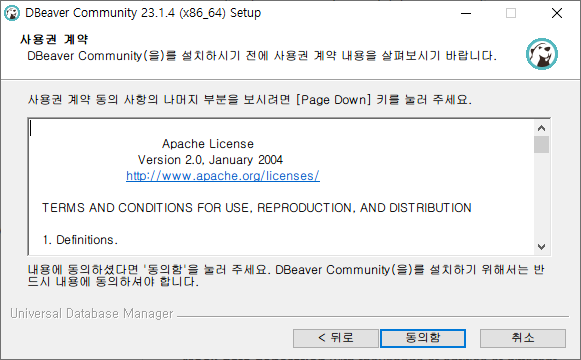 DBeaver Community 23.1.4 (x86_64) Setup
사용권 계약
DBeaver Community(을)를 설치하시기 전에 사용권 계약 내용을 살펴보시기 바랍니다.
사용권 계약 동의 사항의 나머지 부분을 보시려면 [Page Down] 키를 눌러 주세요.
Apache License
Version 2.0, January 2004
http://www.apache.org/licenses/
TERMS AND CONDITIONS FOR USE, REPRODUCTION, AND DISTRIBUTION
1. Definitions.
내용에 동의하셨다면 '동의함'을 눌러 주세요. DBeaver Community(을)를 설치하기 위해서는 반
드시 내용에 동의하셔야 합니다.
Universal Database Manager
< 뒤로
동의함
취소